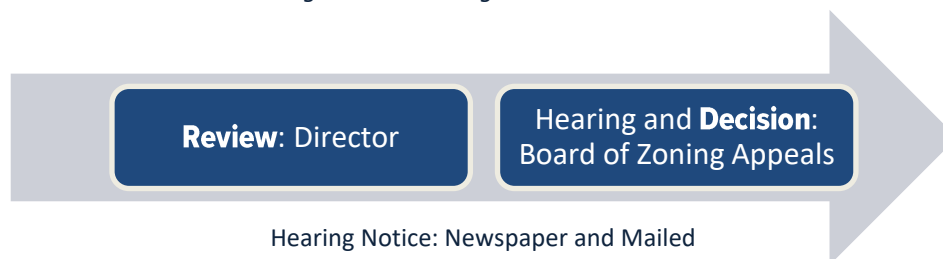 Review: Director
Hearing and Decision:
Board of Zoning Appeals
Hearing Notice: Newspaper and Mailed